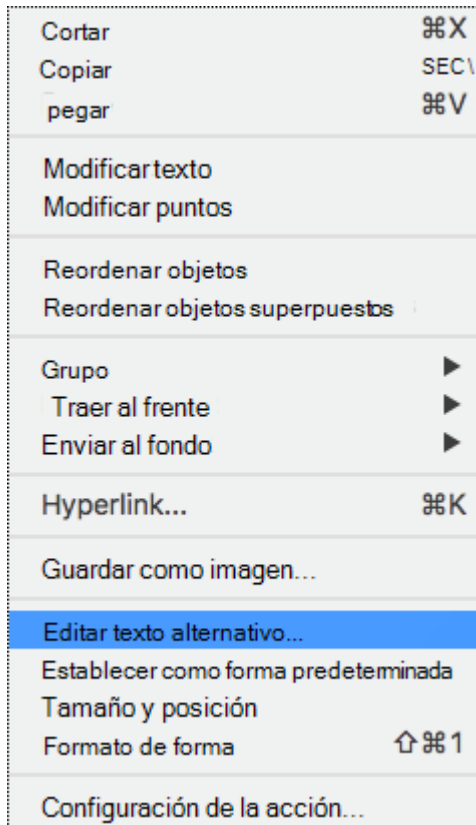 Cortar ⌘X
Copiar SEC\
pegar ⌘V
Modificar texto
Modificar puntos
Reordenar objetos
Reordenar objetos superpuestos
Grupo ▶
Traer al frente ▶
Enviar al fondo ▶
Hyperlink... ⌘K
Guardar como imagen...
Editar texto alternativo...
Establecer como forma predeterminada
Tamaño y posición
Formato de forma ⇧⌘1
Configuración de la acción...